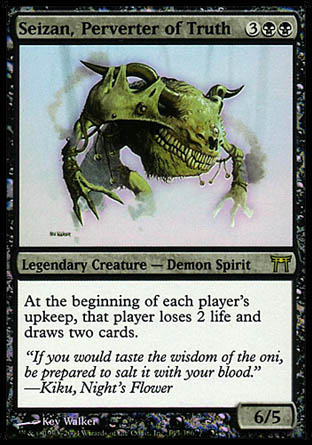 Seizan, Perverter of Truth 3
Legendary Creature — Demon Spirit
At the beginning of each player's
upkeep, that player loses 2 life and
draws two cards.
"If you would taste the wisdom of the oni,
be prepared to salt it with your blood."
—Kiku, Night's Flower
Kev Walker
6/5